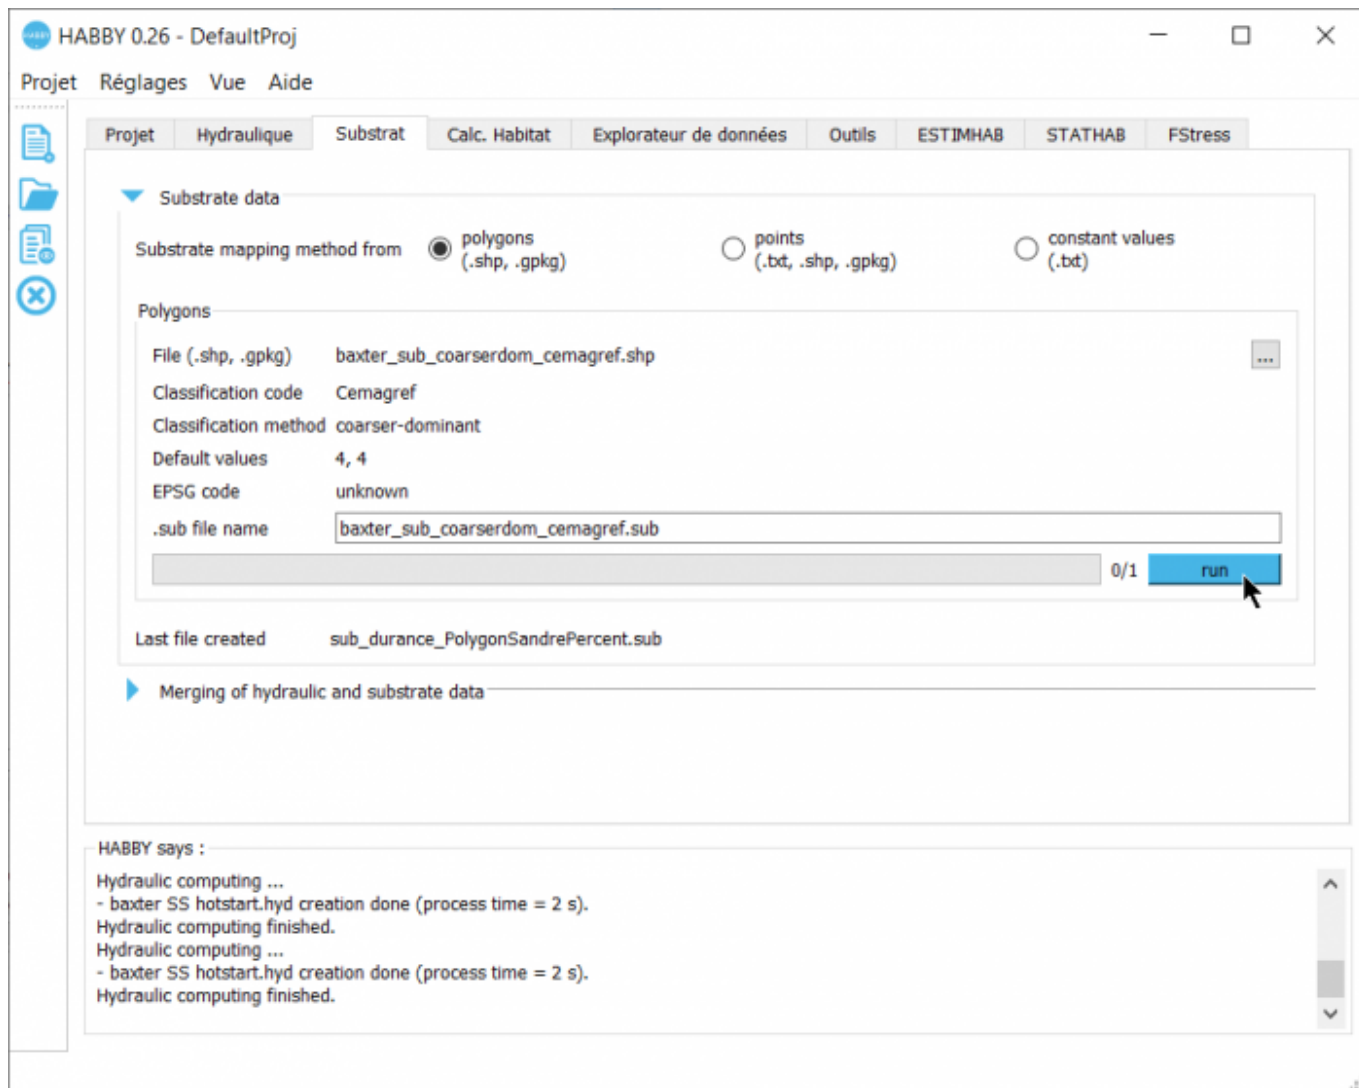 HABBY 0.26 - DefaultProj
Projet Réglages Vue Aide
Projet Hydraulique Substrat Calc. Habitat Explorateur de données Outils ESTIMHAB STATHAB FStress
Substrate data
Substrate mapping method from
polygons
(.shp, .gpkg)
points
(.txt, .shp, .gpkg)
constant values
(.txt)
Polygons
File (.shp, .gpkg) baxter_sub_coarserdom_cemagref.shp ...
Classification code Cemagref
Classification method coarser-dominant
Default values 4, 4
EPSG code unknown
.sub file name baxter_sub_coarserdom_cemagref.sub
0/1 run
Last file created sub_durance_PolygonSandrePercent.sub
Merging of hydraulic and substrate data
HABBY says :
Hydraulic computing ...
- baxter SS hotstart.hyd creation done (process time = 2 s).
Hydraulic computing finished.
Hydraulic computing ...
- baxter SS hotstart.hyd creation done (process time = 2 s).
Hydraulic computing finished.